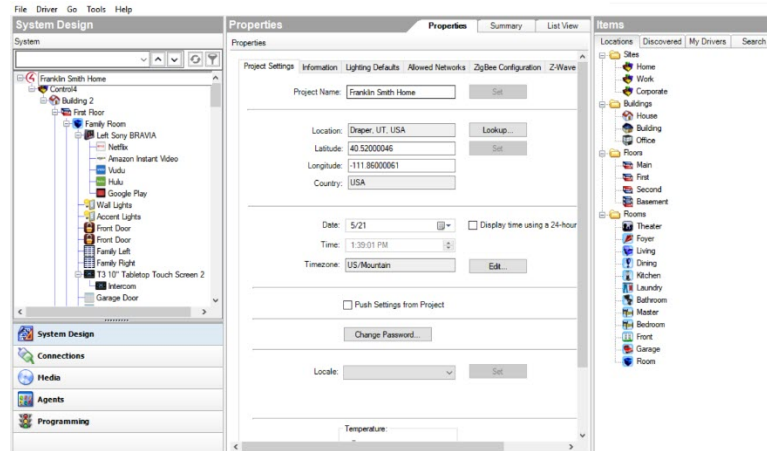 File Driver Go Tools Help
System Design
System
Franklin Smith Home
Control4
Building 2
First Floor
Family Room
Left Sony BRAVIA
Netflix
Amazon Instant Video
Vudu
Hulu
Google Play
Wall Lights
Accent Lights
Front Door
Front Door
Family Left
Family Right
T3 10" Tabletop Touch Screen 2
Intercom
Garage Door
System Design
Connections
Media
Agents
Programming
Properties
Properties Summary List View
Properties
Project Settings Information Lighting Defaults Allowed Networks ZigBee Configuration Z-Wave
Project Name: Franklin Smith Home Set
Location: Draper, UT, USA Lookup...
Latitude: 40.52000046 Set
Longitude: -111.86000061
Country: USA
Date: 5/21 Display time using a 24-hour
Time: 1:39:01 PM
Timezone: US/Mountain Edit...
Push Settings from Project
Change Password...
Locale: Set
Temperature:
Items
Locations Discovered My Drivers Search
Sites
Home
Work
Corporate
Buildings
House
Building
Office
Floors
Main
First
Second
Basement
Rooms
Theater
Foyer
Living
Dining
Kitchen
Laundry
Bathroom
Master
Bedroom
Front
Garage
Room